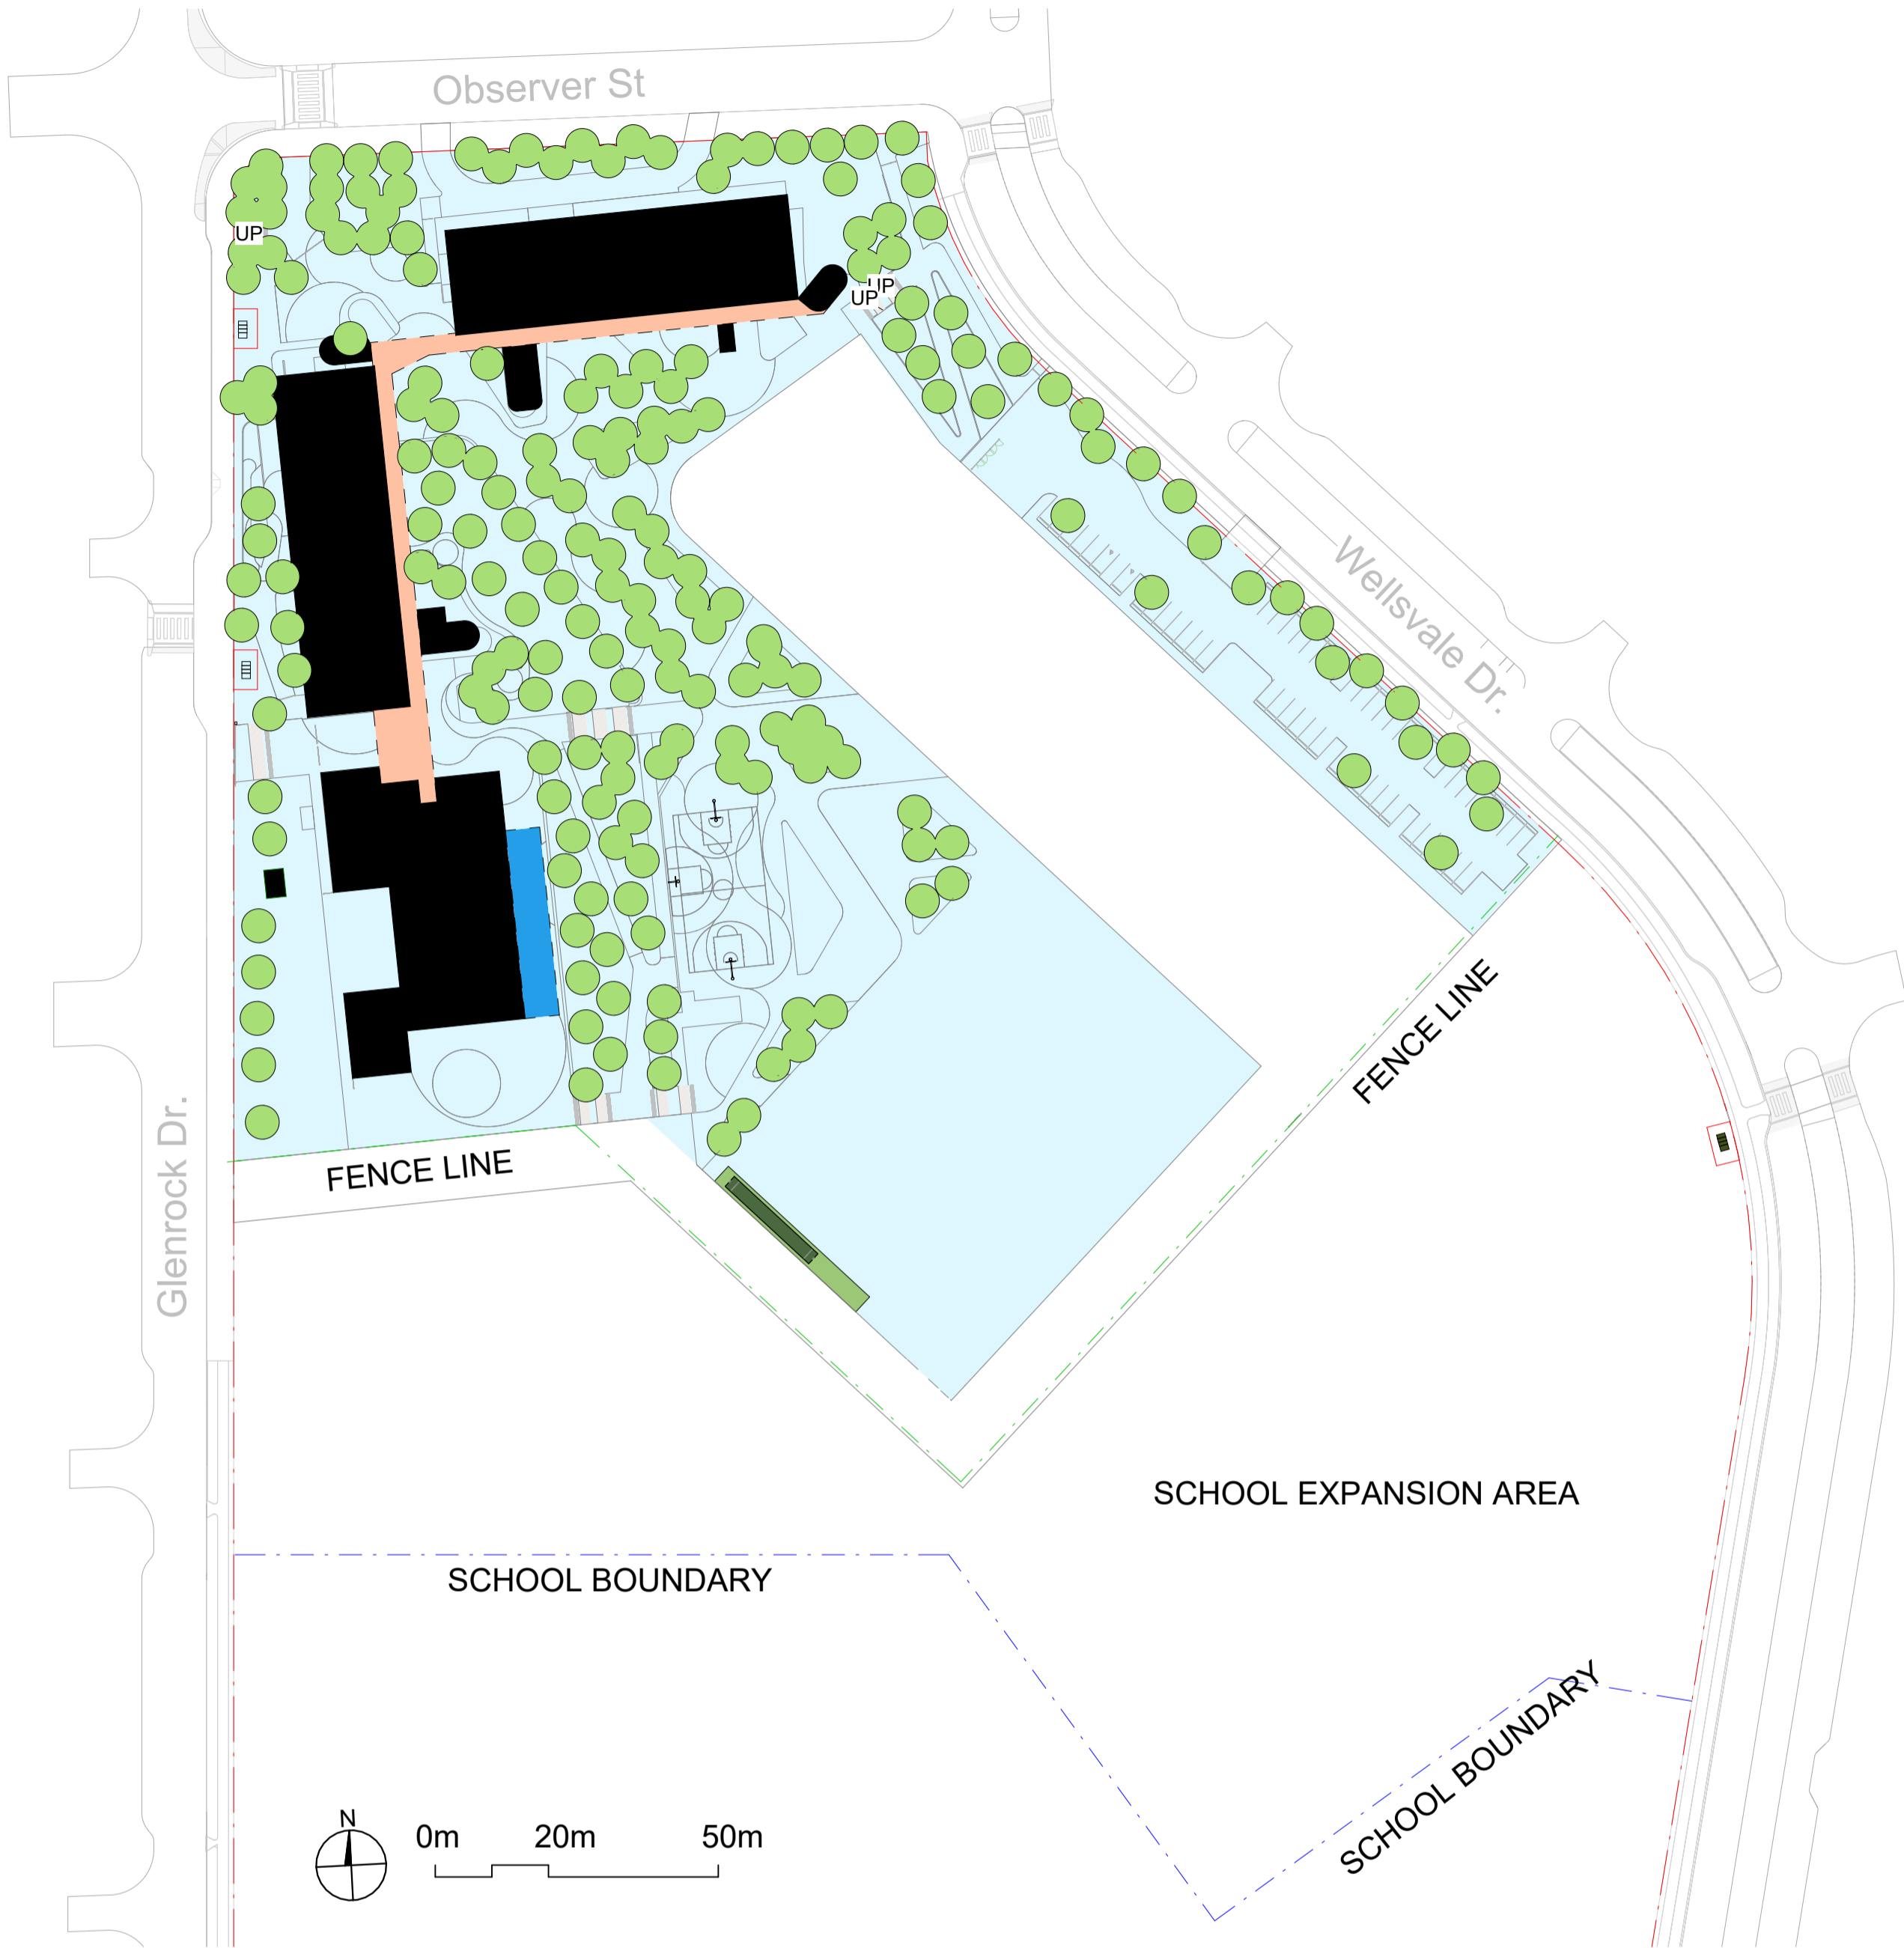 Observer St
UP
UP
UP
Wellsvale Dr.
FENCE LINE
Glenrock Dr.
FENCE LINE
SCHOOL EXPANSION AREA
SCHOOL BOUNDARY
SCHOOL BOUNDARY
N
0m 20m 50m